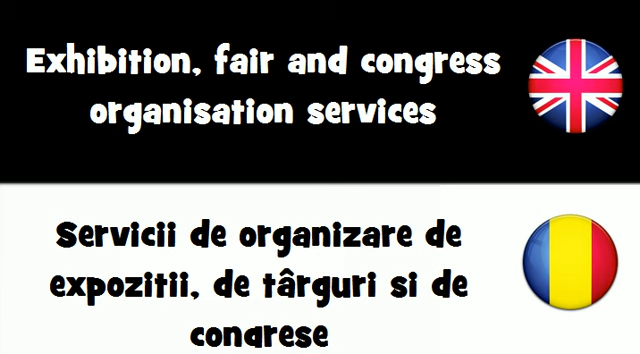 Exhibition, fair and congress
organisation services
Servicii de organizare de
expozitii, de târguri si de
congrese